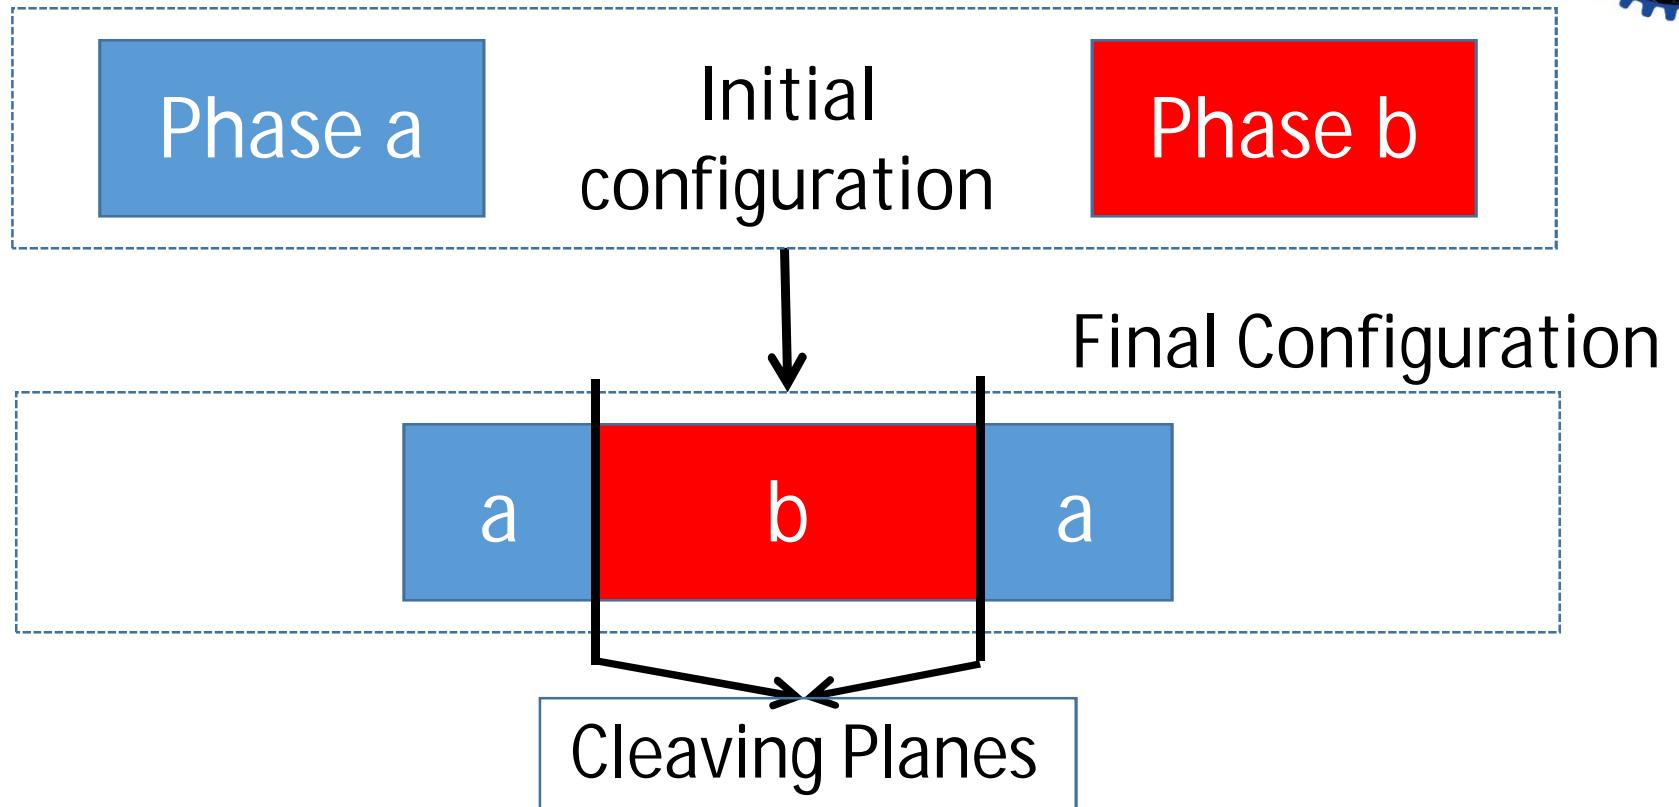 Phase a
Initial
configuration
Phase b
Final Configuration
a
b
a
Cleaving Planes